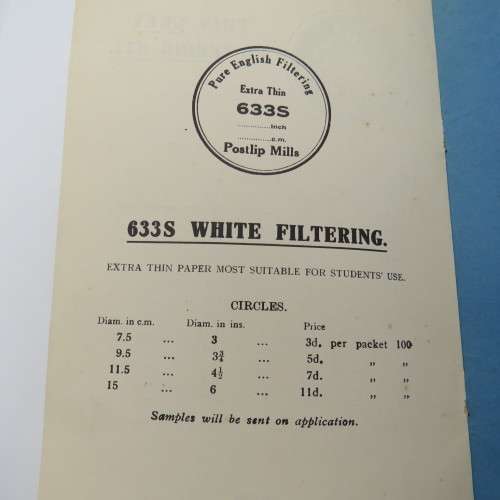 Pure English Filtering
Extra Thin
633S
..............Inch
..............c.m.
Postlip Mills
633S WHITE FILTERING.
EXTRA THIN PAPER MOST SUITABLE FOR STUDENTS' USE.
CIRCLES.
Diam. in c.m. Diam. in ins. Price
7.5 ... 3 ... 3d. per packet 100
9.5 ... 3¾ ... 5d. „ „
11.5 ... 4½ ... 7d. „ „
15 ... 6 ... 11d. „ „
Samples will be sent on application.